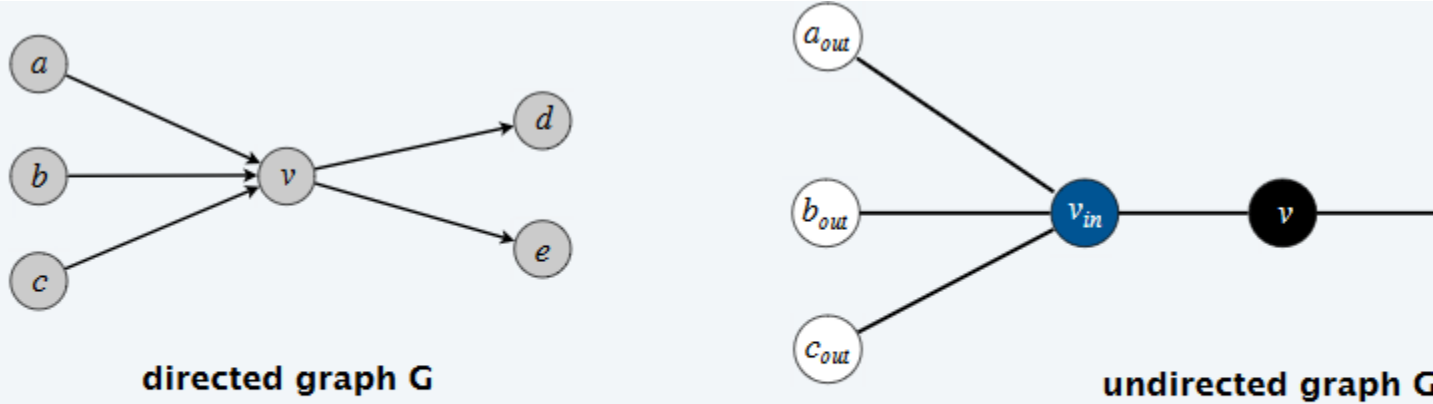 a
b
c
v
d
e
directed graph G
a_out
b_out
c_out
v_in
v
undirected graph G